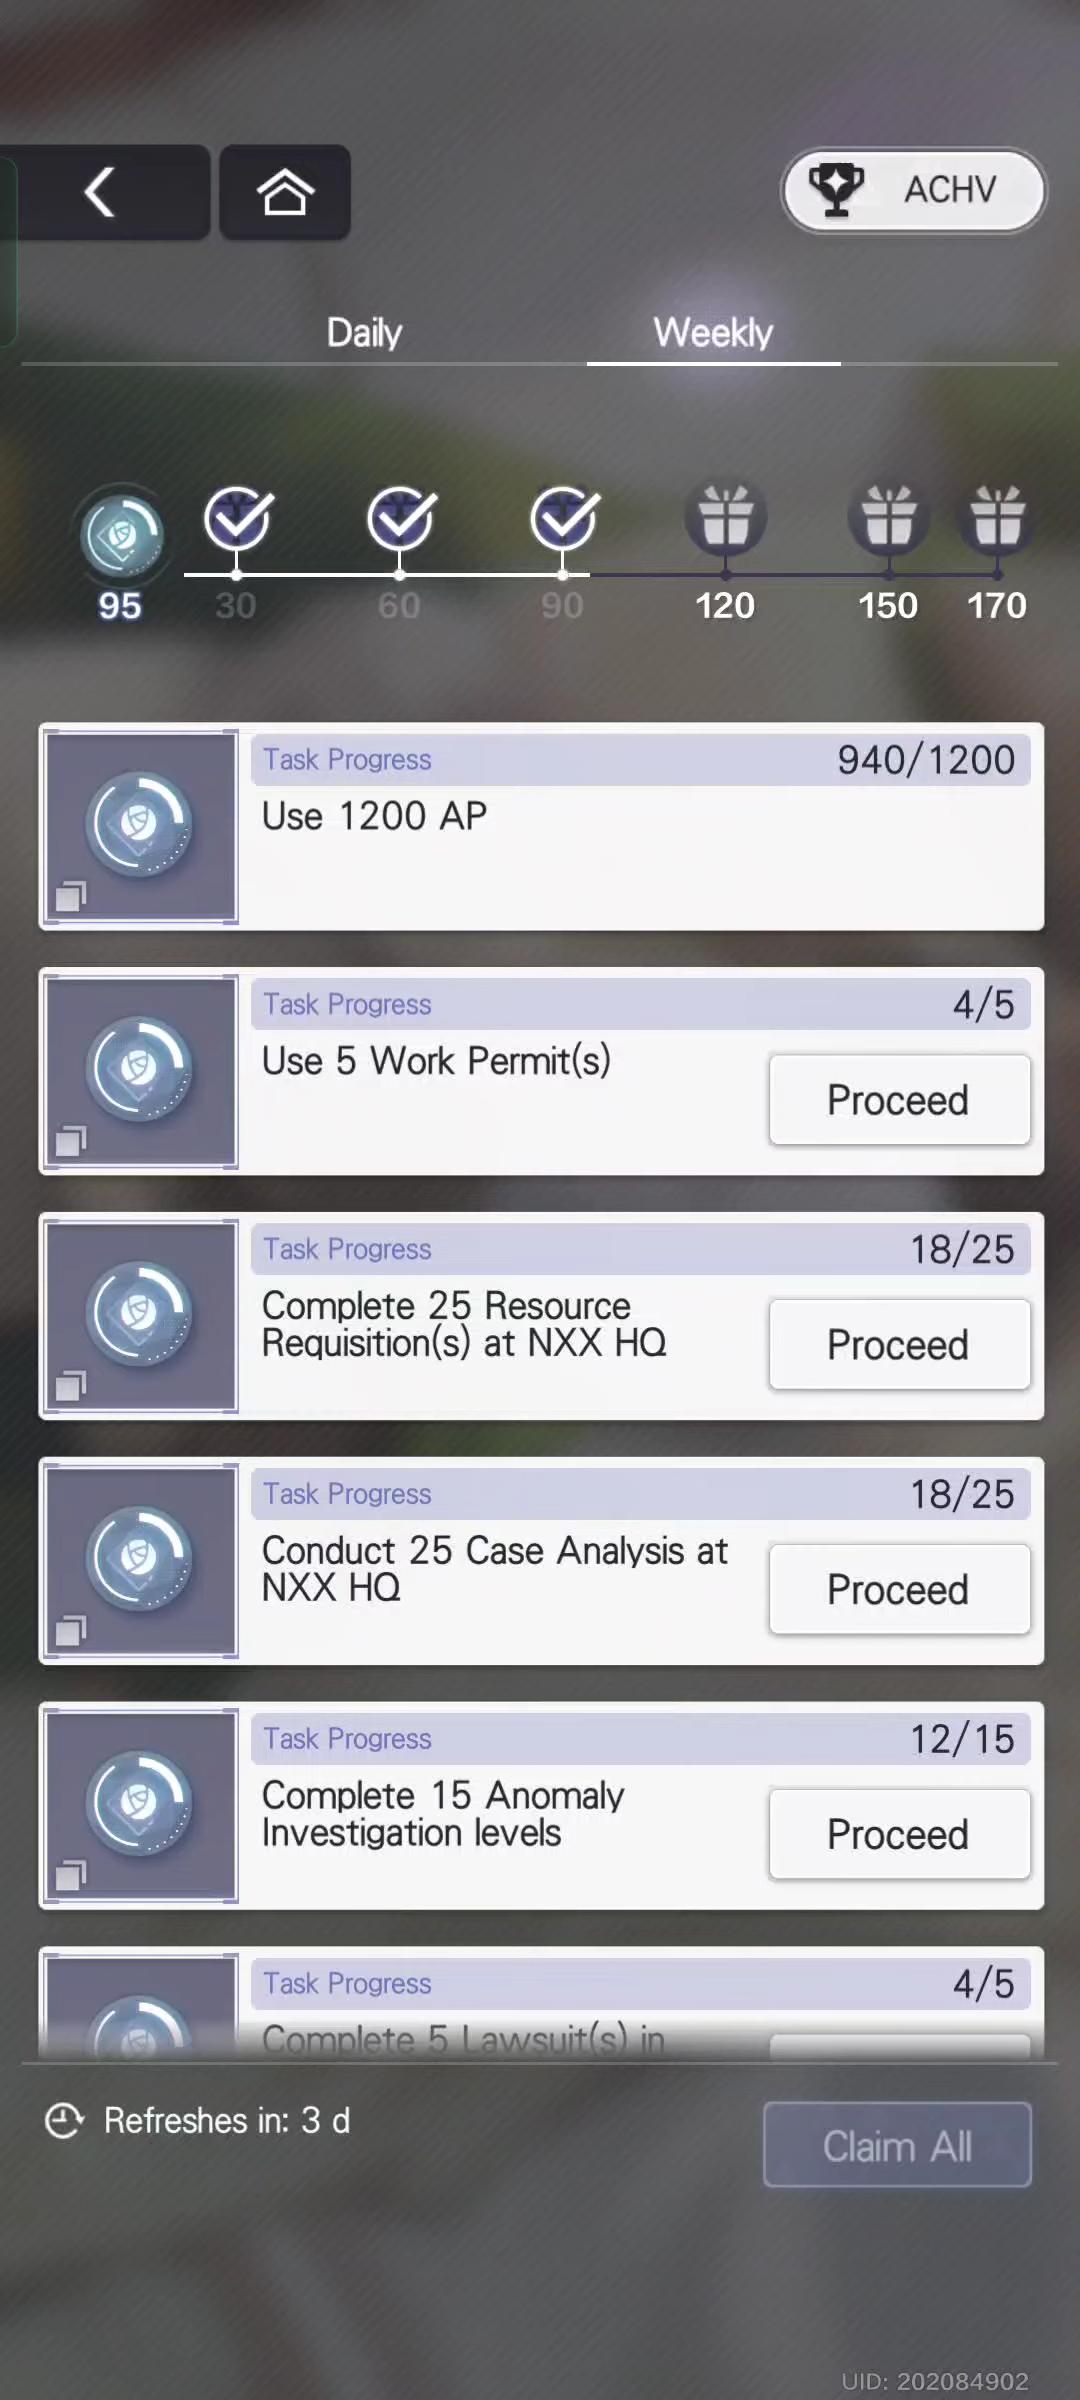 ACHV
Daily
Weekly
95
30
60
90
120
150
170
Task Progress
940/1200
Use 1200 AP
Task Progress
4/5
Use 5 Work Permit(s)
Proceed
Task Progress
18/25
Complete 25 Resource
Requisition(s) at NXX HQ
Proceed
Task Progress
18/25
Conduct 25 Case Analysis at
NXX HQ
Proceed
Task Progress
12/15
Complete 15 Anomaly
Investigation levels
Proceed
Task Progress
4/5
Complete 5 Lawsuit(s) in
Refreshes in: 3 d
Claim All
UID: 202084902